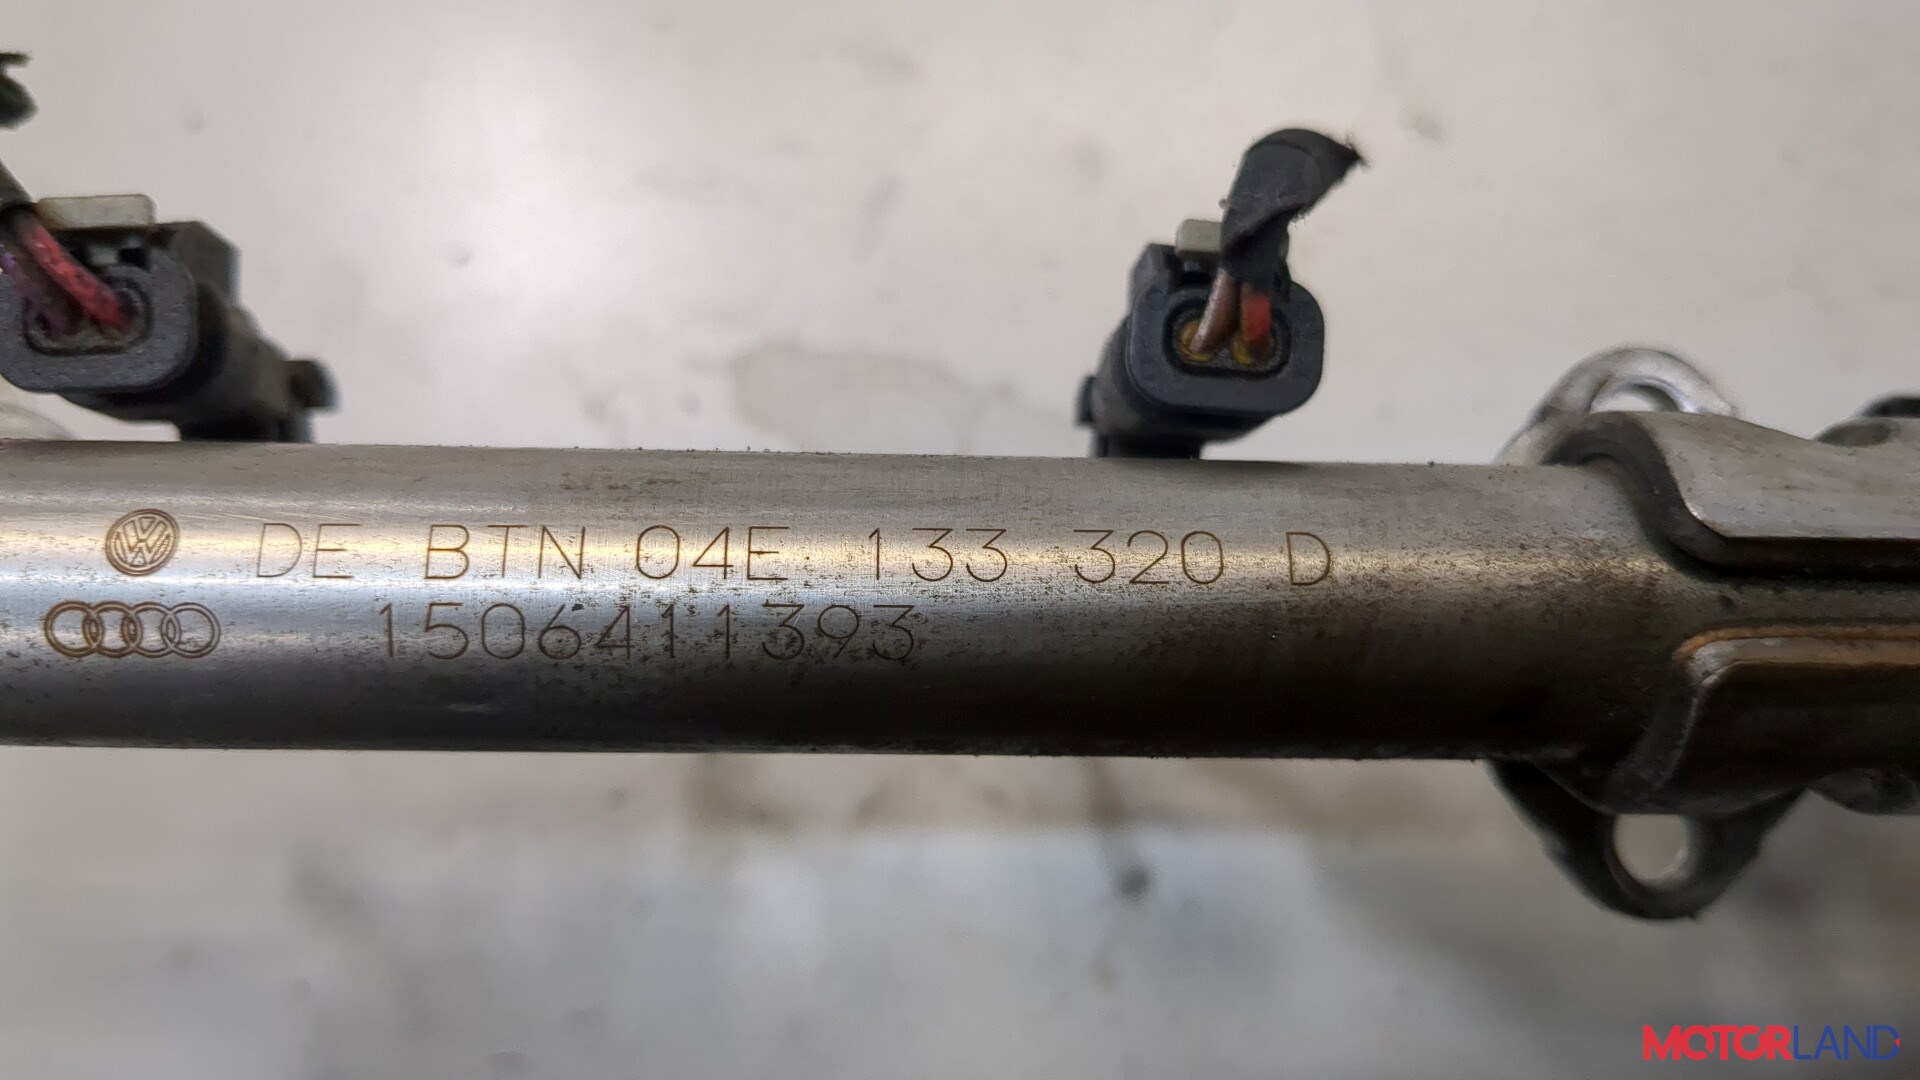 DE BTN 04E 133 320 D
1506411393
MOTORLAND